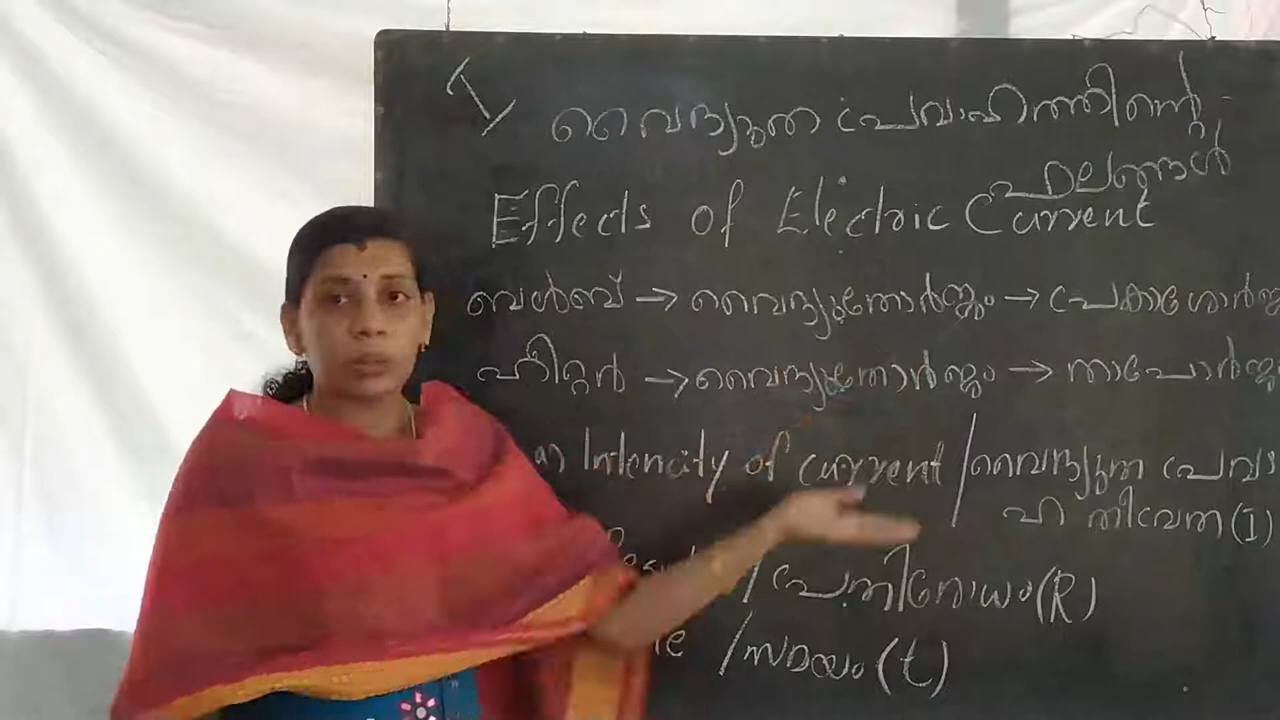 I
വൈദ്യുത പ്രവാഹത്തിന്റെ
ഫലങ്ങൾ
Effects of Electric Current
ബൾബ് → വൈദ്യുതോർജ്ജം → പ്രകാശോർജ
ഹീറ്റർ → വൈദ്യുതോർജ്ജം → താപോർജ്ജ
Intencity of current / വൈദ്യുത പ്രവാ
ഹ തീവ്രത (I)
/ പ്രതിരോധം (R)
/ സമയം (t)